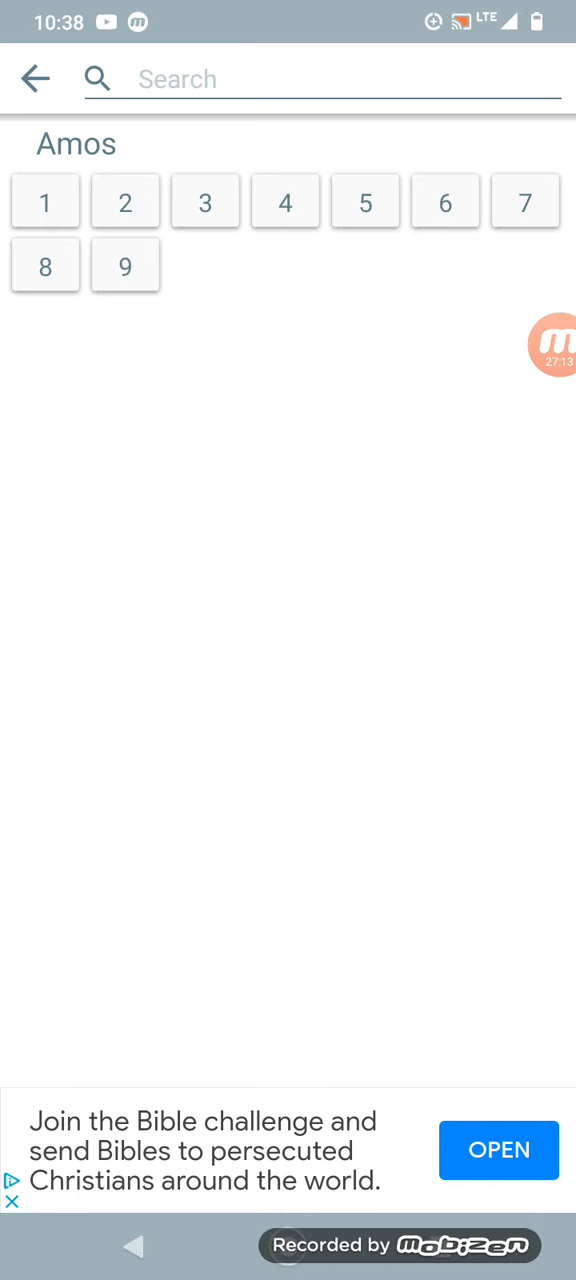 10:38 LTE
Search
Amos
1 2 3 4 5 6 7
8 9
m
27:13
Join the Bible challenge and
send Bibles to persecuted
Christians around the world.
OPEN
Recorded by mobizen